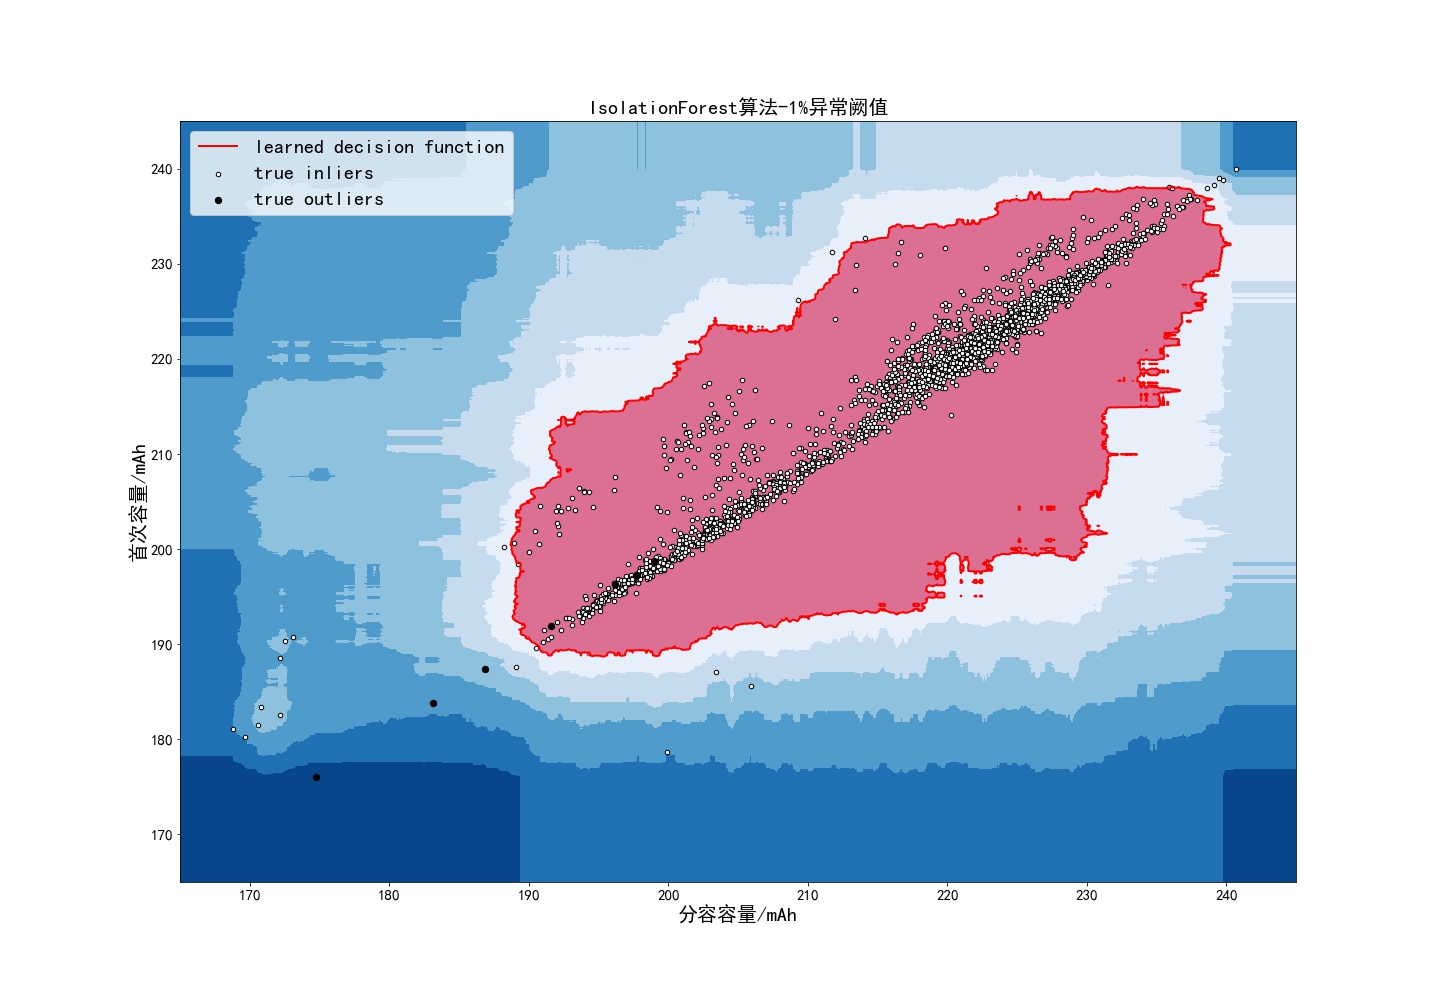 IsolationForest算法-1%异常阙值
learned decision function
true inliers
true outliers
240
230
220
210
200
190
180
170
首次容量/mAh
170 180 190 200 210 220 230 240
分容容量/mAh